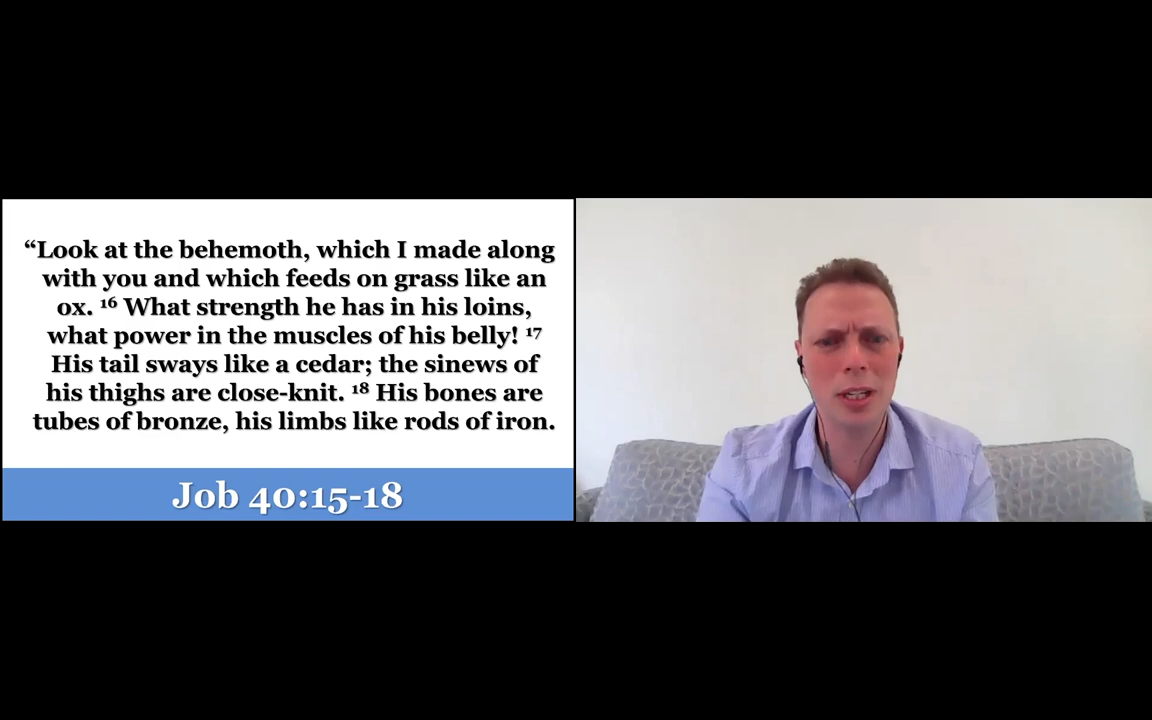 “Look at the behemoth, which I made along
with you and which feeds on grass like an
ox. ¹⁶ What strength he has in his loins,
what power in the muscles of his belly! ¹⁷
His tail sways like a cedar; the sinews of
his thighs are close-knit. ¹⁸ His bones are
tubes of bronze, his limbs like rods of iron.
Job 40:15-18